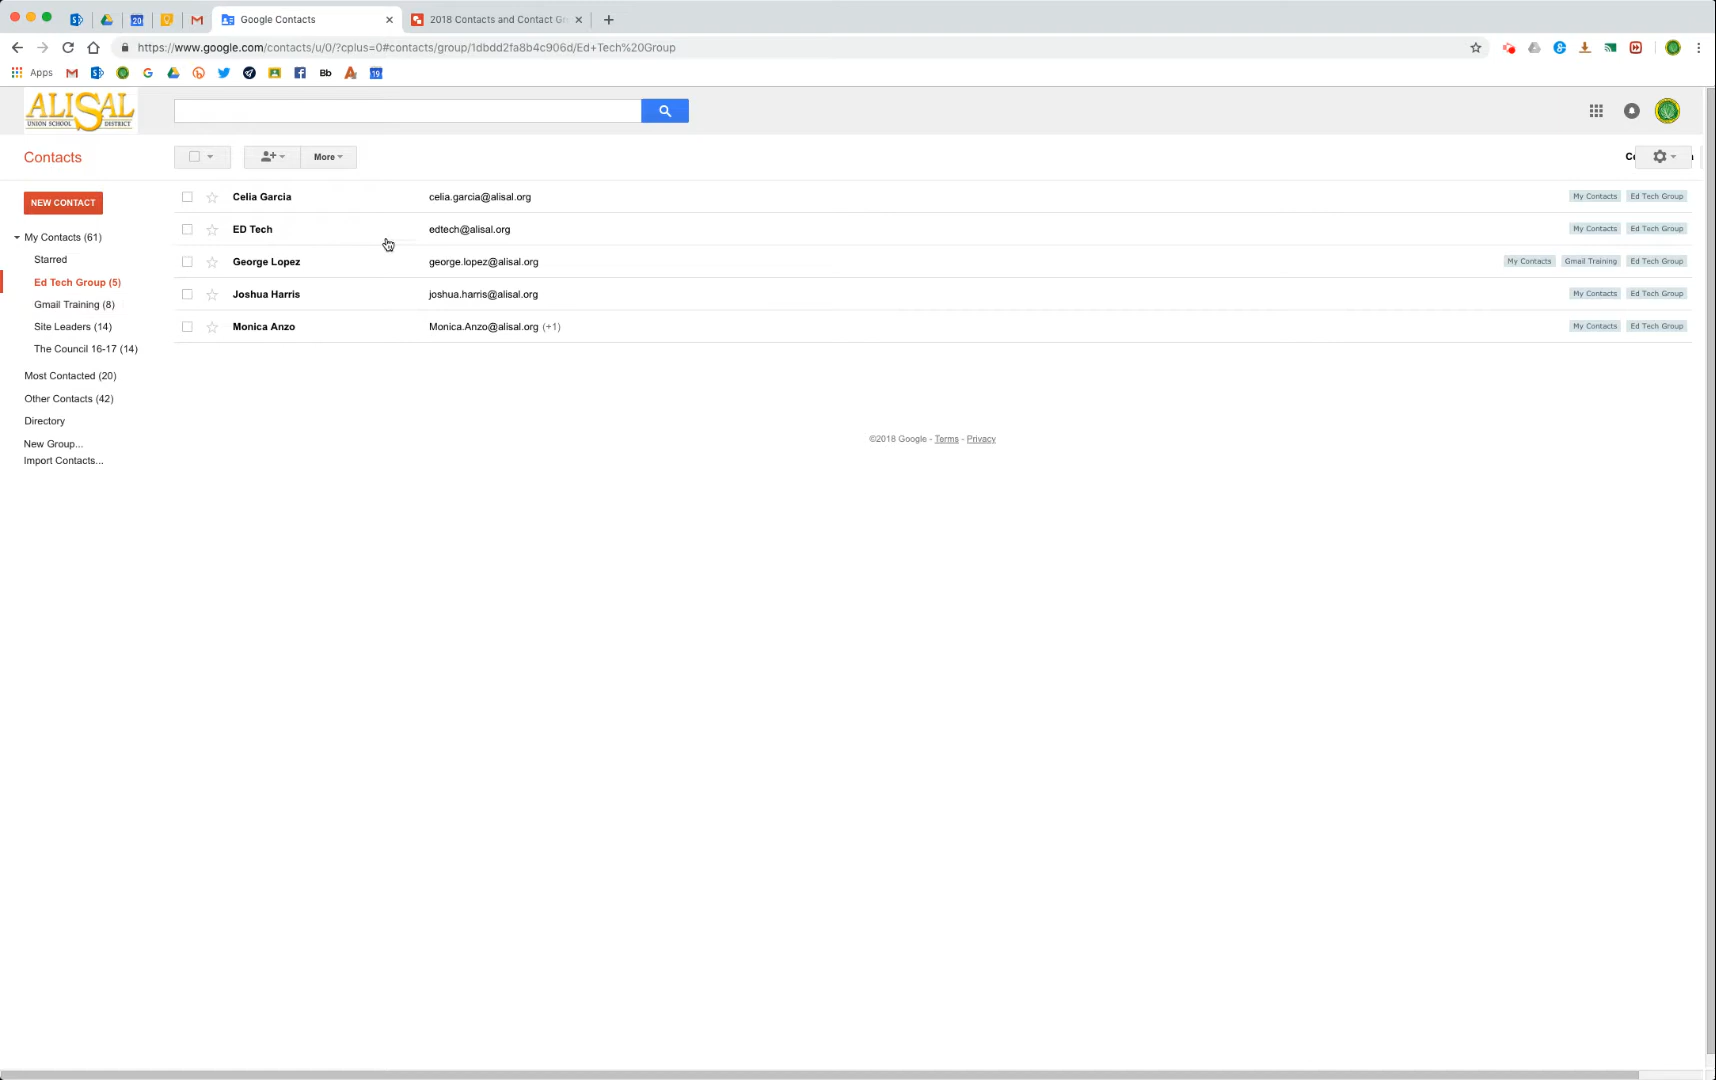 20 Google Contacts 2018 Contacts and Contact Gr
https://www.google.com/contacts/u/0/?cplus=0#contacts/group/1dbdd2fa8b4c906d/Ed+Tech%20Group
Apps Bb 19
ALISAL
UNION SCHOOL DISTRICT
Contacts More
NEW CONTACT
My Contacts (61)
Starred
Ed Tech Group (5)
Gmail Training (8)
Site Leaders (14)
The Council 16-17 (14)
Most Contacted (20)
Other Contacts (42)
Directory
New Group...
Import Contacts...
Celia Garcia celia.garcia@alisal.org My Contacts Ed Tech Group
ED Tech edtech@alisal.org My Contacts Ed Tech Group
George Lopez george.lopez@alisal.org My Contacts Gmail Training Ed Tech Group
Joshua Harris joshua.harris@alisal.org My Contacts Ed Tech Group
Monica Anzo Monica.Anzo@alisal.org (+1) My Contacts Ed Tech Group
©2018 Google - Terms - Privacy